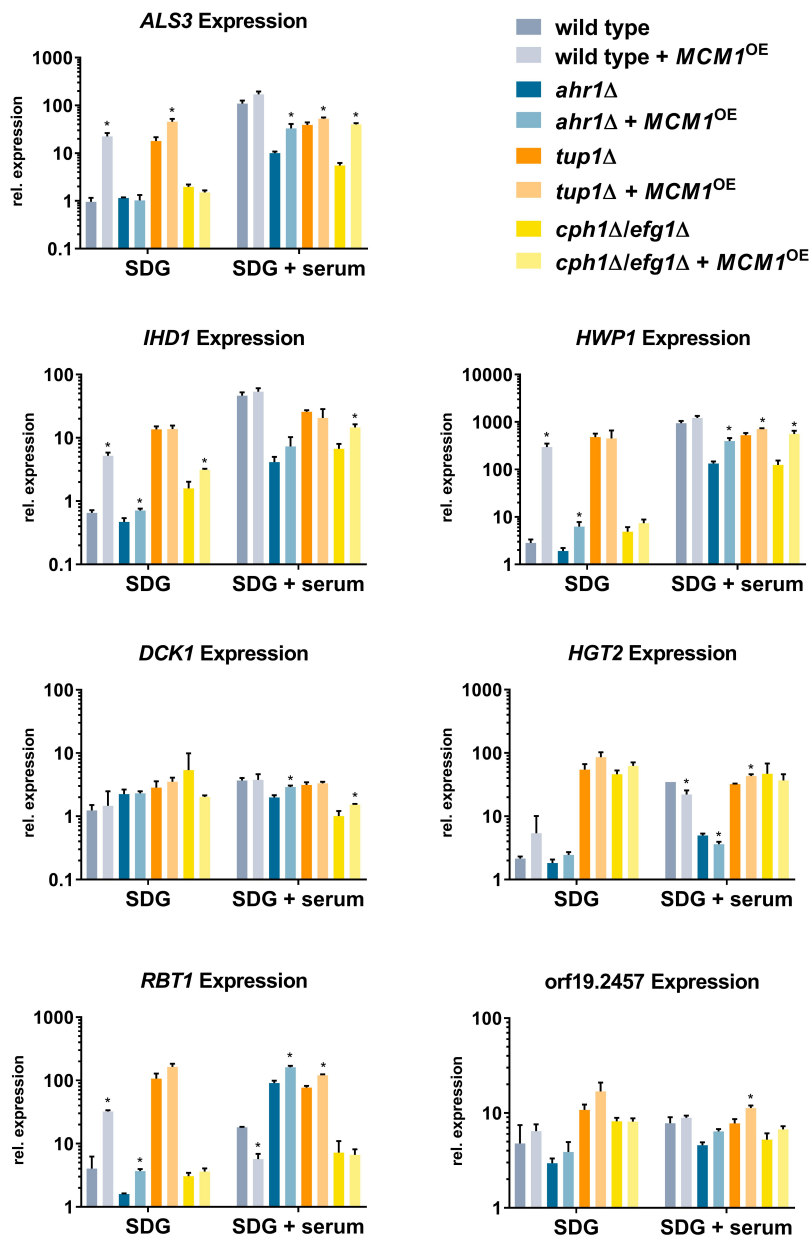 ALS3 Expression
rel. expression
1000
100
10
1
0.1
* * * * *
SDG
SDG + serum
wild type
wild type + MCM1OE
ahr1Δ
ahr1Δ + MCM1OE
tup1Δ
tup1Δ + MCM1OE
cph1Δ/efg1Δ
cph1Δ/efg1Δ + MCM1OE
IHD1 Expression
rel. expression
100
10
1
0.1
* * * *
SDG
SDG + serum
HWP1 Expression
rel. expression
10000
1000
100
10
1
* * * * *
SDG
SDG + serum
DCK1 Expression
rel. expression
100
10
1
0.1
* *
SDG
SDG + serum
HGT2 Expression
rel. expression
1000
100
10
1
* * *
SDG
SDG + serum
RBT1 Expression
rel. expression
1000
100
10
1
* * * * *
SDG
SDG + serum
orf19.2457 Expression
rel. expression
100
10
1
*
SDG
SDG + serum